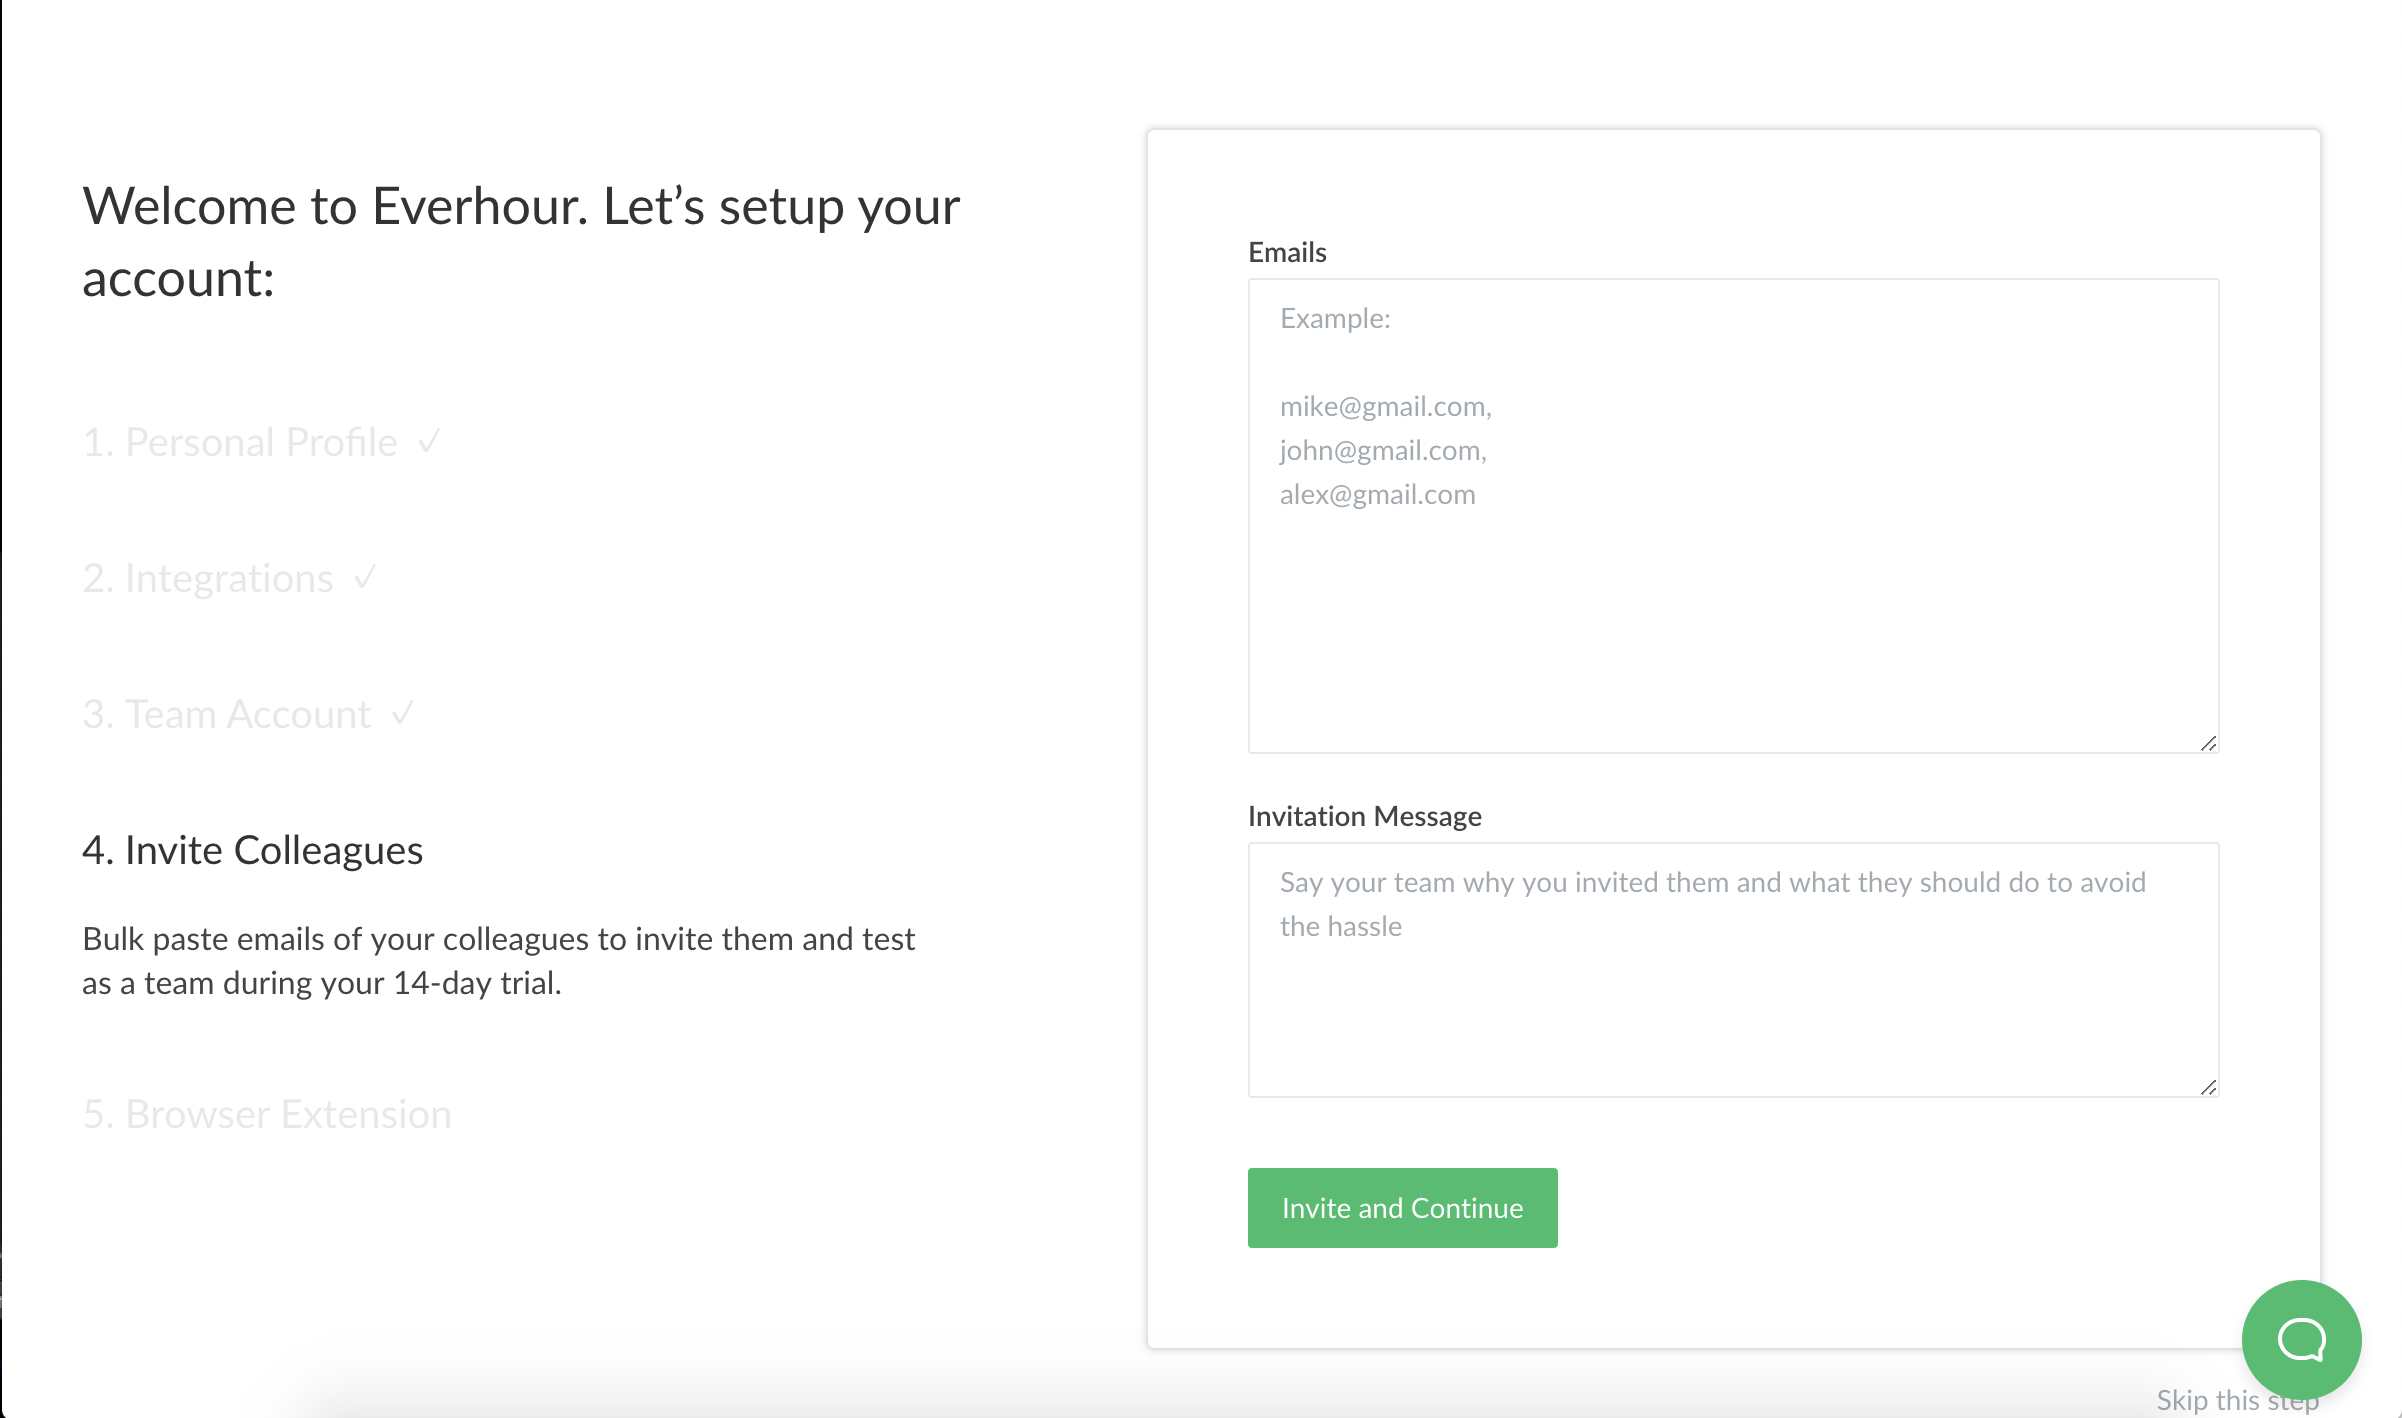 Welcome to Everhour. Let’s setup your
account:
1. Personal Profile ✓
2. Integrations ✓
3. Team Account ✓
4. Invite Colleagues
Bulk paste emails of your colleagues to invite them and test
as a team during your 14-day trial.
5. Browser Extension
Emails
Example:
mike@gmail.com,
john@gmail.com,
alex@gmail.com
Invitation Message
Say your team why you invited them and what they should do to avoid
the hassle
Invite and Continue
Skip this step